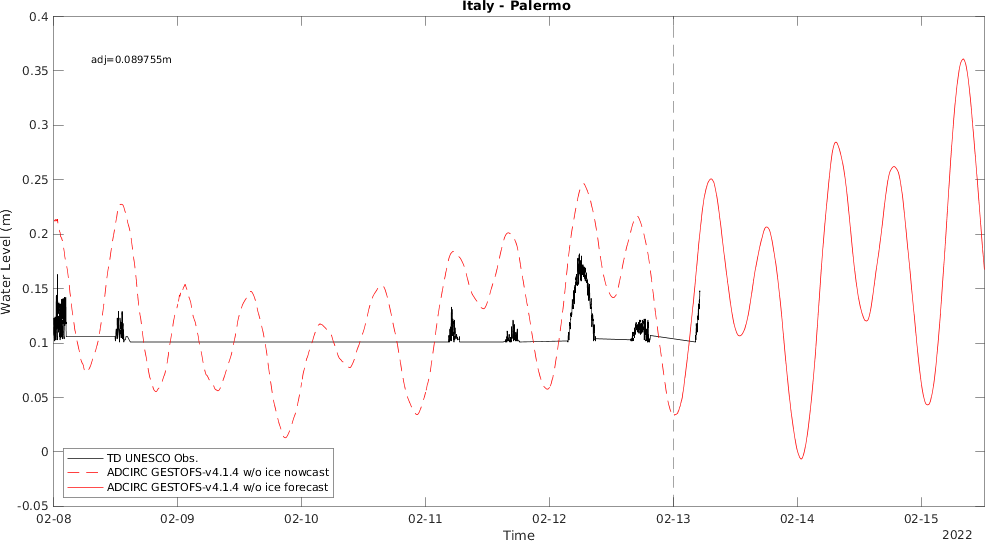 Italy - Palermo
adj=0.089755m
0.4
0.35
0.3
0.25
0.2
0.15
0.1
0.05
0
-0.05
Water Level (m)
TD UNESCO Obs.
ADCIRC GESTOFS-v4.1.4 w/o ice nowcast
ADCIRC GESTOFS-v4.1.4 w/o ice forecast
02-08 02-09 02-10 02-11 02-12 02-13 02-14 02-15
Time
2022